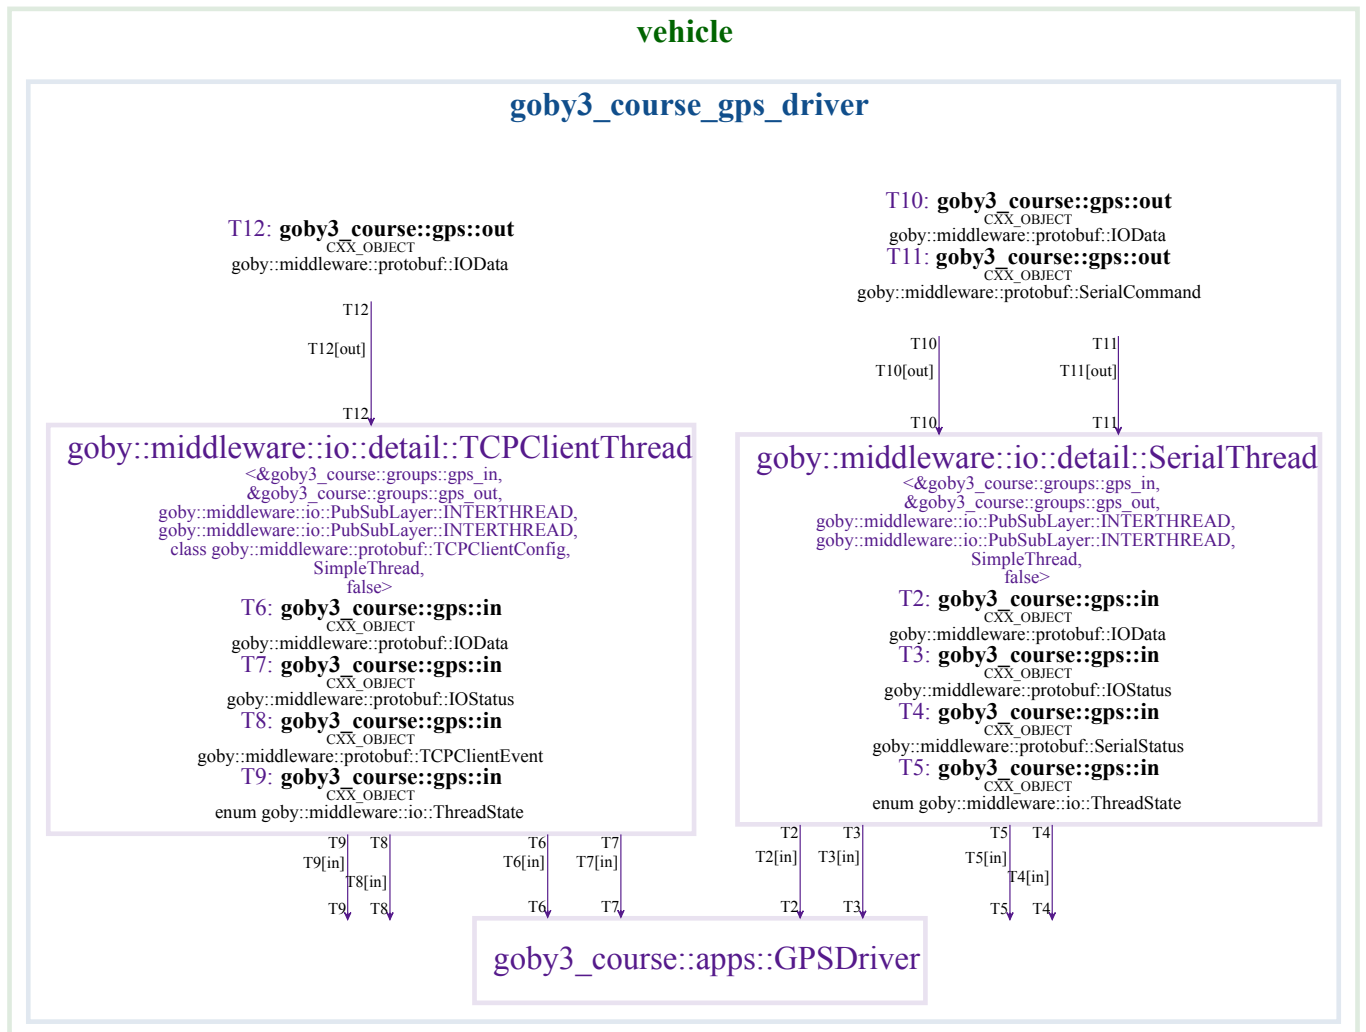 vehicle
goby3_course_gps_driver
T12: goby3_course::gps::out
CXX_OBJECT
goby::middleware::protobuf::IOData
T10: goby3_course::gps::out
CXX_OBJECT
goby::middleware::protobuf::IOData
T11: goby3_course::gps::out
CXX_OBJECT
goby::middleware::protobuf::SerialCommand
T12
T12[out]
T12
T10
T10[out]
T10
T11
T11[out]
T11
goby::middleware::io::detail::TCPClientThread
<&goby3_course::groups::gps_in,
&goby3_course::groups::gps_out,
goby::middleware::io::PubSubLayer::INTERTHREAD,
goby::middleware::io::PubSubLayer::INTERTHREAD,
class goby::middleware::protobuf::TCPClientConfig,
SimpleThread,
false>
T6: goby3_course::gps::in
CXX_OBJECT
goby::middleware::protobuf::IOData
T7: goby3_course::gps::in
CXX_OBJECT
goby::middleware::protobuf::IOStatus
T8: goby3_course::gps::in
CXX_OBJECT
goby::middleware::protobuf::TCPClientEvent
T9: goby3_course::gps::in
CXX_OBJECT
enum goby::middleware::io::ThreadState
goby::middleware::io::detail::SerialThread
<&goby3_course::groups::gps_in,
&goby3_course::groups::gps_out,
goby::middleware::io::PubSubLayer::INTERTHREAD,
goby::middleware::io::PubSubLayer::INTERTHREAD,
SimpleThread,
false>
T2: goby3_course::gps::in
CXX_OBJECT
goby::middleware::protobuf::IOData
T3: goby3_course::gps::in
CXX_OBJECT
goby::middleware::protobuf::IOStatus
T4: goby3_course::gps::in
CXX_OBJECT
goby::middleware::protobuf::SerialStatus
T5: goby3_course::gps::in
CXX_OBJECT
enum goby::middleware::io::ThreadState
T9
T9[in]
T9
T8
T8[in]
T8
T6
T6[in]
T6
T7
T7[in]
T7
T2
T2[in]
T2
T3
T3[in]
T3
T5
T5[in]
T5
T4
T4[in]
T4
goby3_course::apps::GPSDriver